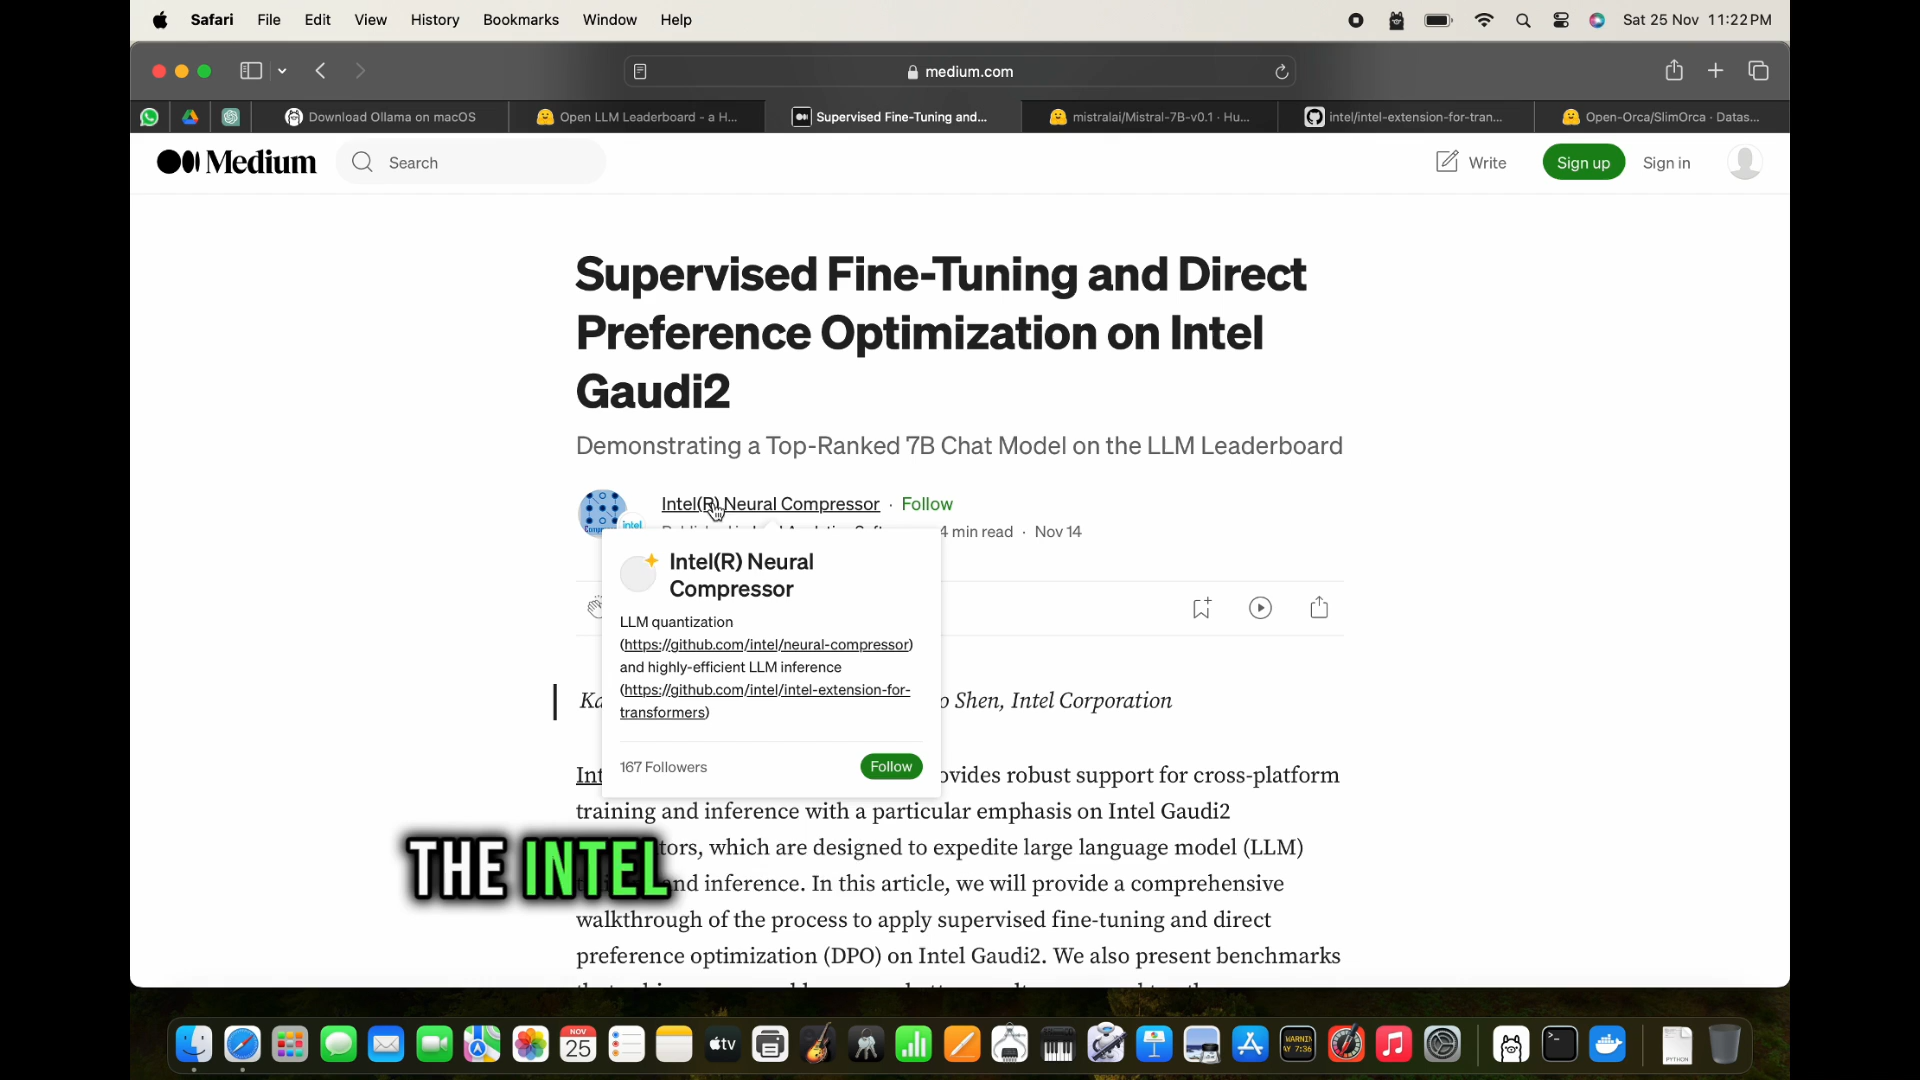 Safari File Edit View History Bookmarks Window Help Sat 25 Nov 11:22 PM
medium.com
Download Ollama on macOS Open LLM Leaderboard - a H... Supervised Fine-Tuning and... mistralai/Mistral-7B-v0.1 · Hu... intel/intel-extension-for-tran... Open-Orca/SlimOrca · Datas...
Medium Search Write Sign up Sign in
Supervised Fine-Tuning and Direct
Preference Optimization on Intel
Gaudi2
Demonstrating a Top-Ranked 7B Chat Model on the LLM Leaderboard
Intel(R) Neural Compressor · Follow
intel
4 min read · Nov 14
Intel(R) Neural
Compressor
LLM quantization
(https://github.com/intel/neural-compressor)
and highly-efficient LLM inference
(https://github.com/intel/intel-extension-for-
transformers)
167 Followers Follow
Shen, Intel Corporation
ovides robust support for cross-platform
training and inference with a particular emphasis on Intel Gaudi2
tors, which are designed to expedite large language model (LLM)
nd inference. In this article, we will provide a comprehensive
walkthrough of the process to apply supervised fine-tuning and direct
preference optimization (DPO) on Intel Gaudi2. We also present benchmarks
THE INTEL
NOV
25
tv
PYTHON